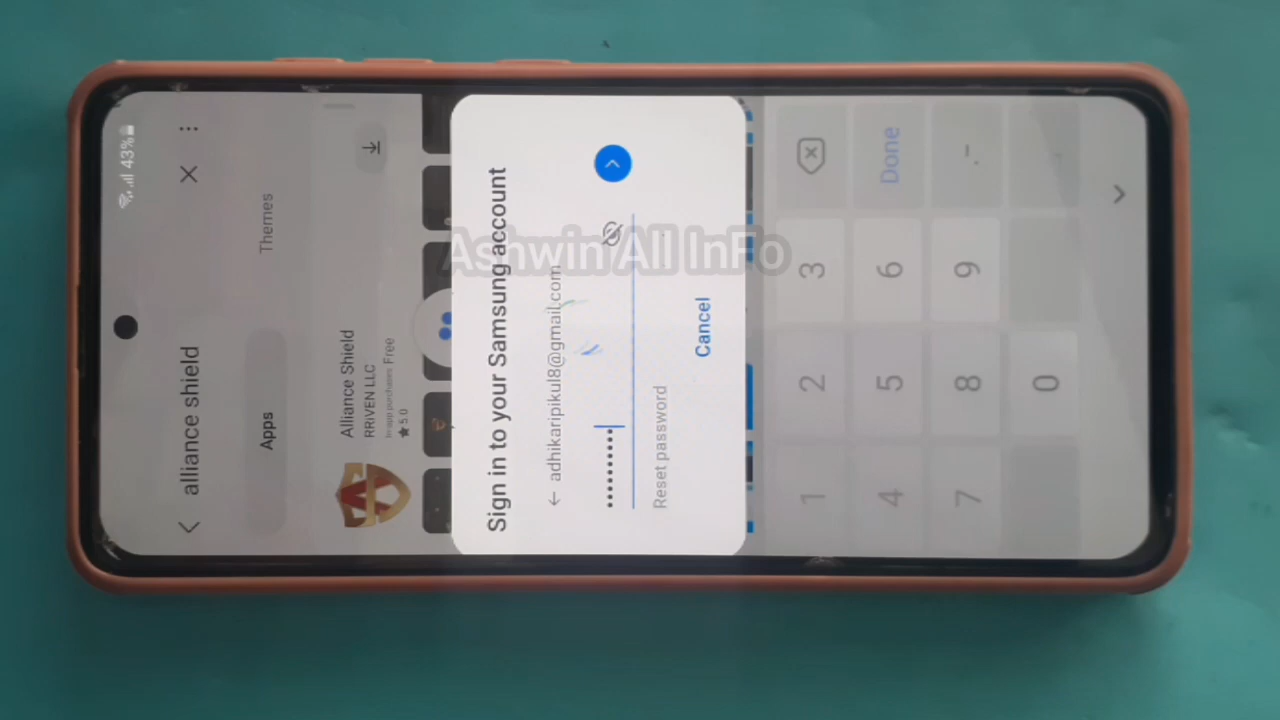 43%
alliance shield
Apps
Themes
Alliance Shield
RRIVEN LLC
In-app purchases Free
★ 5.0
Sign in to your Samsung account
adhikaripikul8@gmail.com
••••••••••
Reset password
Cancel
1 2 3
4 5 6 Done
7 8 9 .-
0
Ashwin All InFo